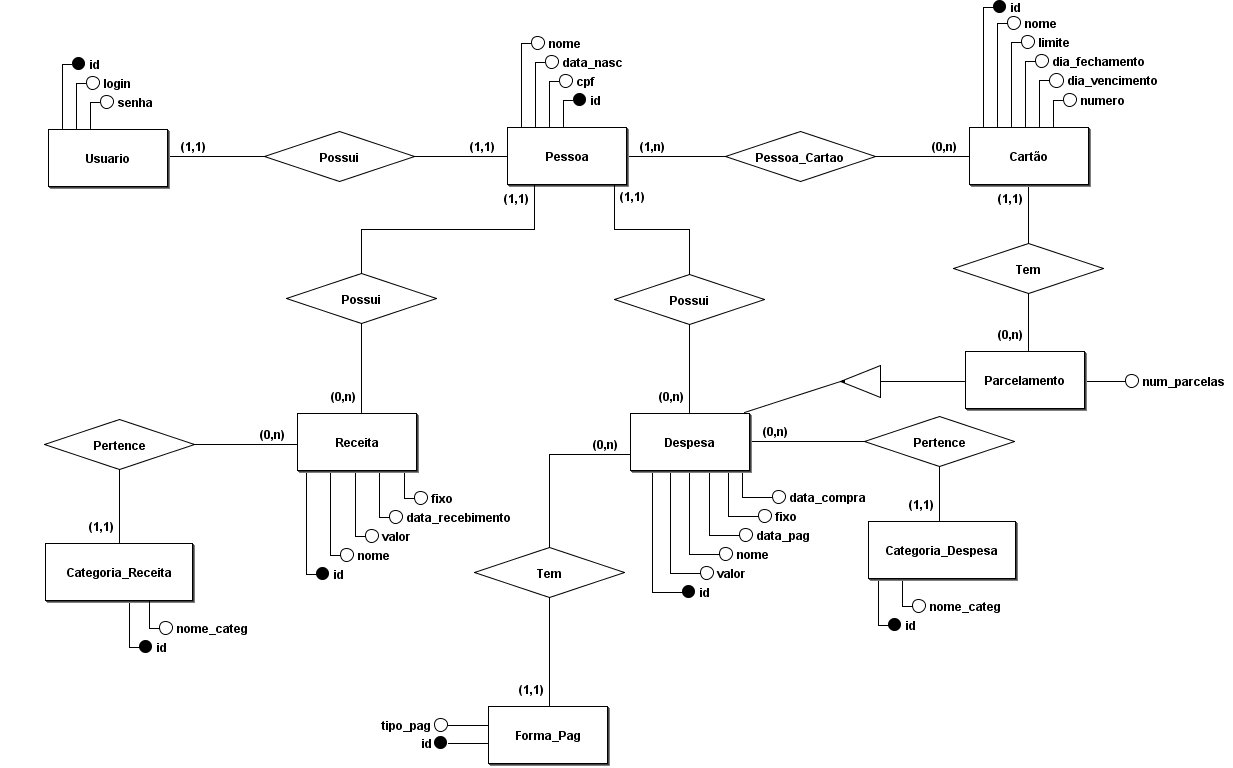 id
nome
limite
dia_fechamento
dia_vencimento
numero
nome
data_nasc
cpf
id
id
login
senha
Usuario
(1,1)
Possui
(1,1)
Pessoa
(1,n)
Pessoa_Cartao
(0,n)
Cartão
(1,1)
(1,1)
(1,1)
Possui
Possui
Tem
(0,n)
(0,n)
(0,n)
Parcelamento
num_parcelas
Pertence
(0,n)
Receita
(0,n)
Despesa
(0,n)
Pertence
fixo
data_recebimento
valor
nome
id
data_compra
fixo
data_pag
nome
valor
id
(1,1)
Categoria_Receita
nome_categ
id
(1,1)
Categoria_Despesa
nome_categ
id
Tem
(1,1)
tipo_pag
id
Forma_Pag